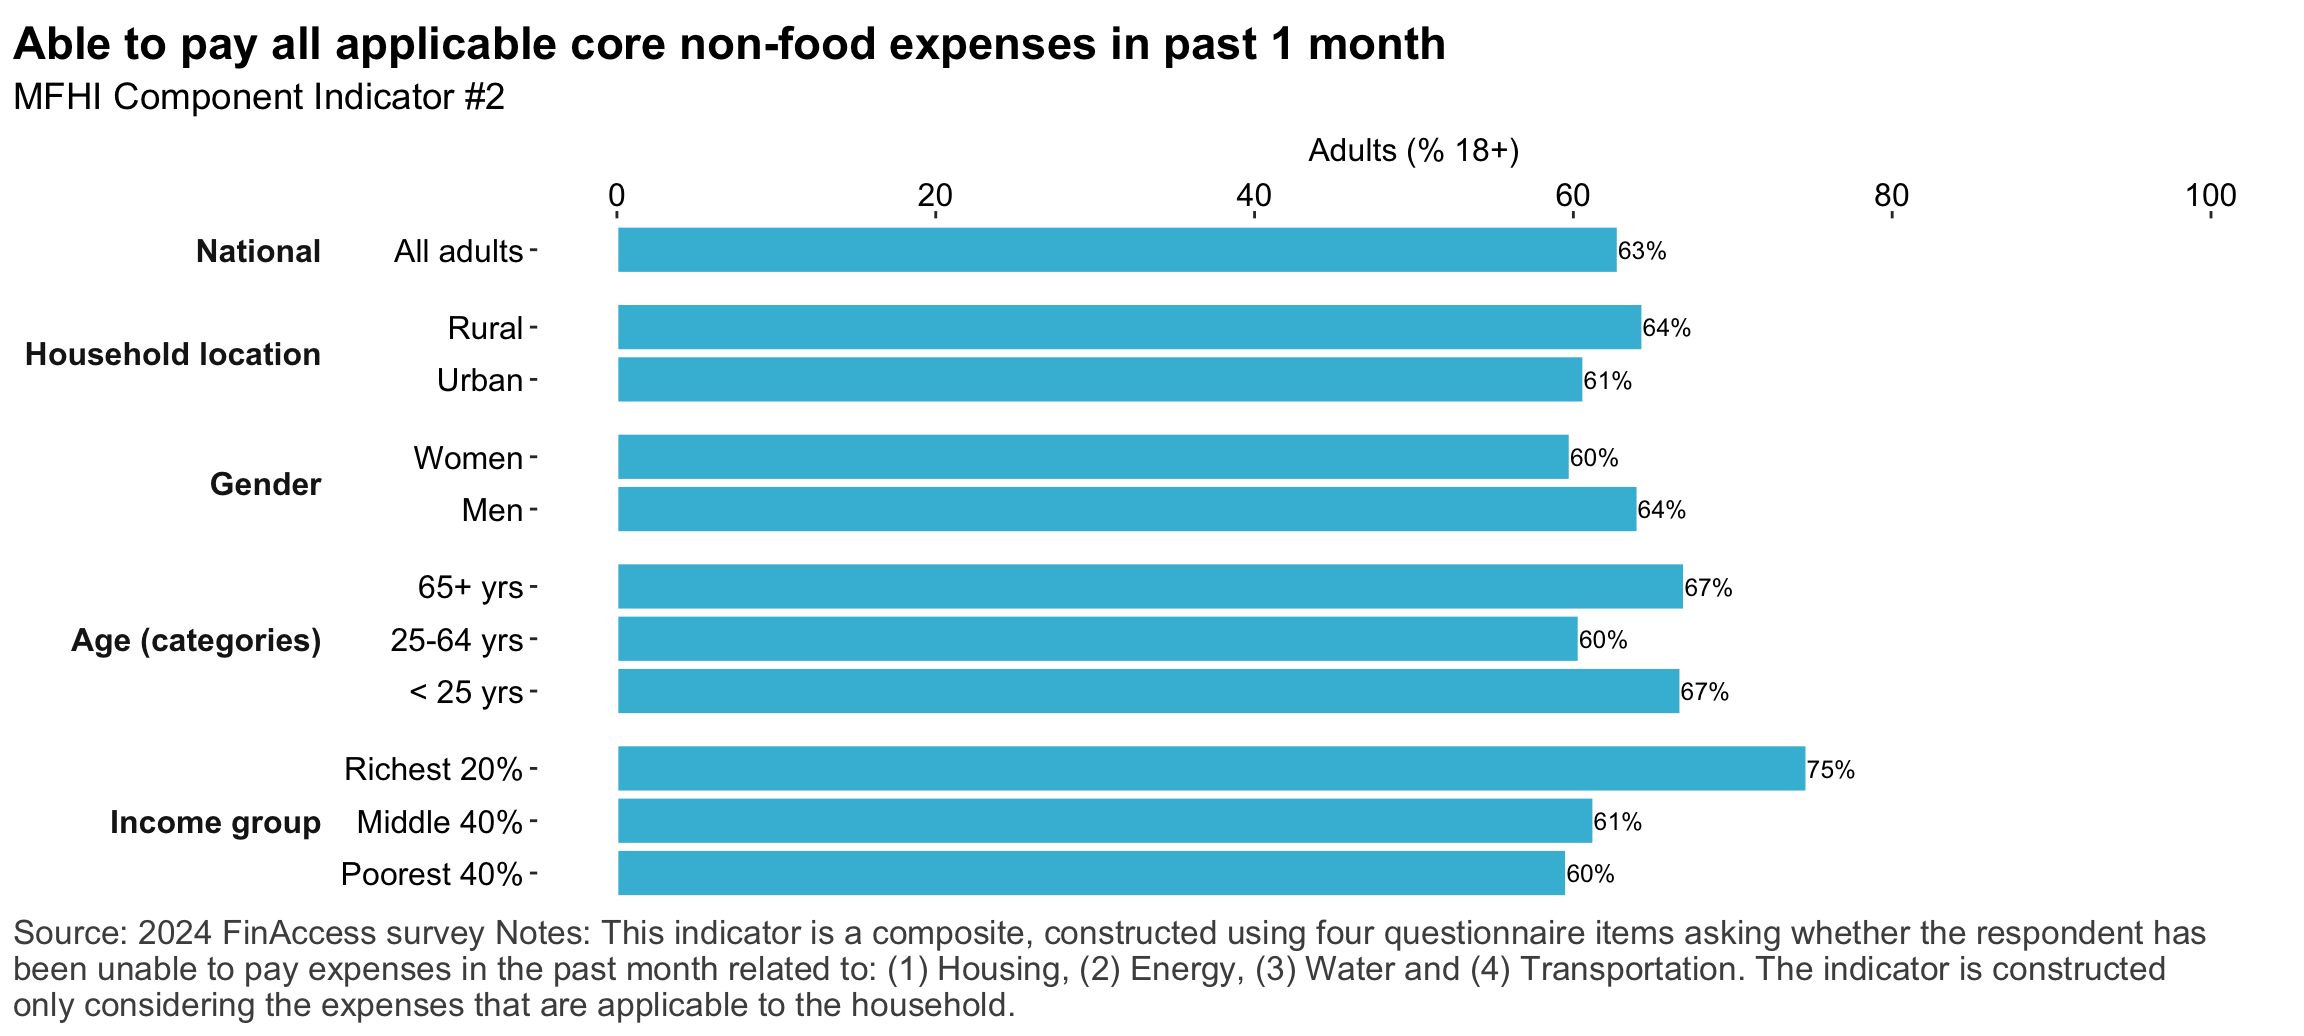 Able to pay all applicable core non-food expenses in past 1 month
MFHI Component Indicator #2
Adults (% 18+)
0 20 40 60 80 100
National All adults 63%
Household location
Rural 64%
Urban 61%
Gender
Women 60%
Men 64%
Age (categories)
65+ yrs 67%
25-64 yrs 60%
< 25 yrs 67%
Income group
Richest 20% 75%
Middle 40% 61%
Poorest 40% 60%
Source: 2024 FinAccess survey Notes: This indicator is a composite, constructed using four questionnaire items asking whether the respondent has
been unable to pay expenses in the past month related to: (1) Housing, (2) Energy, (3) Water and (4) Transportation. The indicator is constructed
only considering the expenses that are applicable to the household.